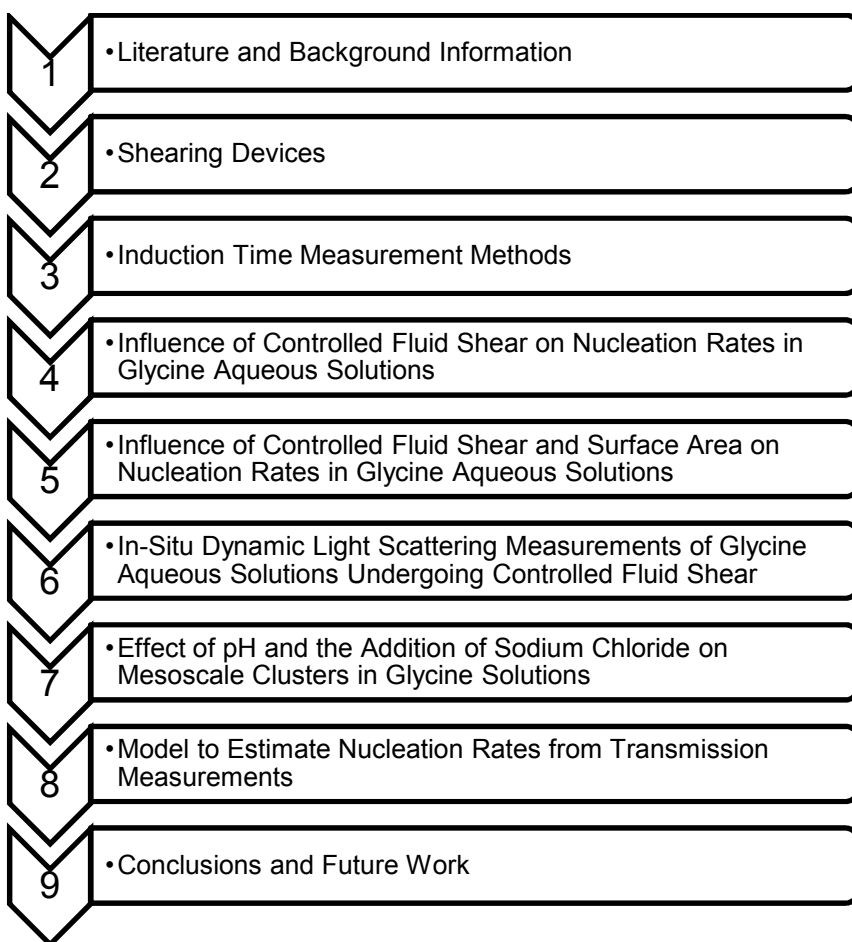 1
•Literature and Background Information
2
•Shearing Devices
3
•Induction Time Measurement Methods
4
•Influence of Controlled Fluid Shear on Nucleation Rates in
Glycine Aqueous Solutions
5
•Influence of Controlled Fluid Shear and Surface Area on
Nucleation Rates in Glycine Aqueous Solutions
6
•In-Situ Dynamic Light Scattering Measurements of Glycine
Aqueous Solutions Undergoing Controlled Fluid Shear
7
•Effect of pH and the Addition of Sodium Chloride on
Mesoscale Clusters in Glycine Solutions
8
•Model to Estimate Nucleation Rates from Transmission
Measurements
9
•Conclusions and Future Work